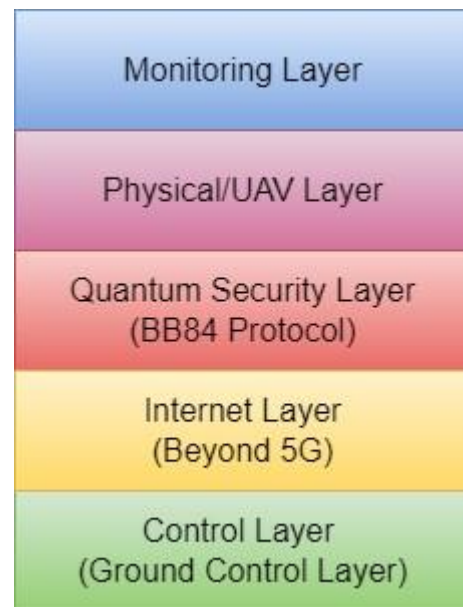 Monitoring Layer
Physical/UAV Layer
Quantum Security Layer
(BB84 Protocol)
Internet Layer
(Beyond 5G)
Control Layer
(Ground Control Layer)